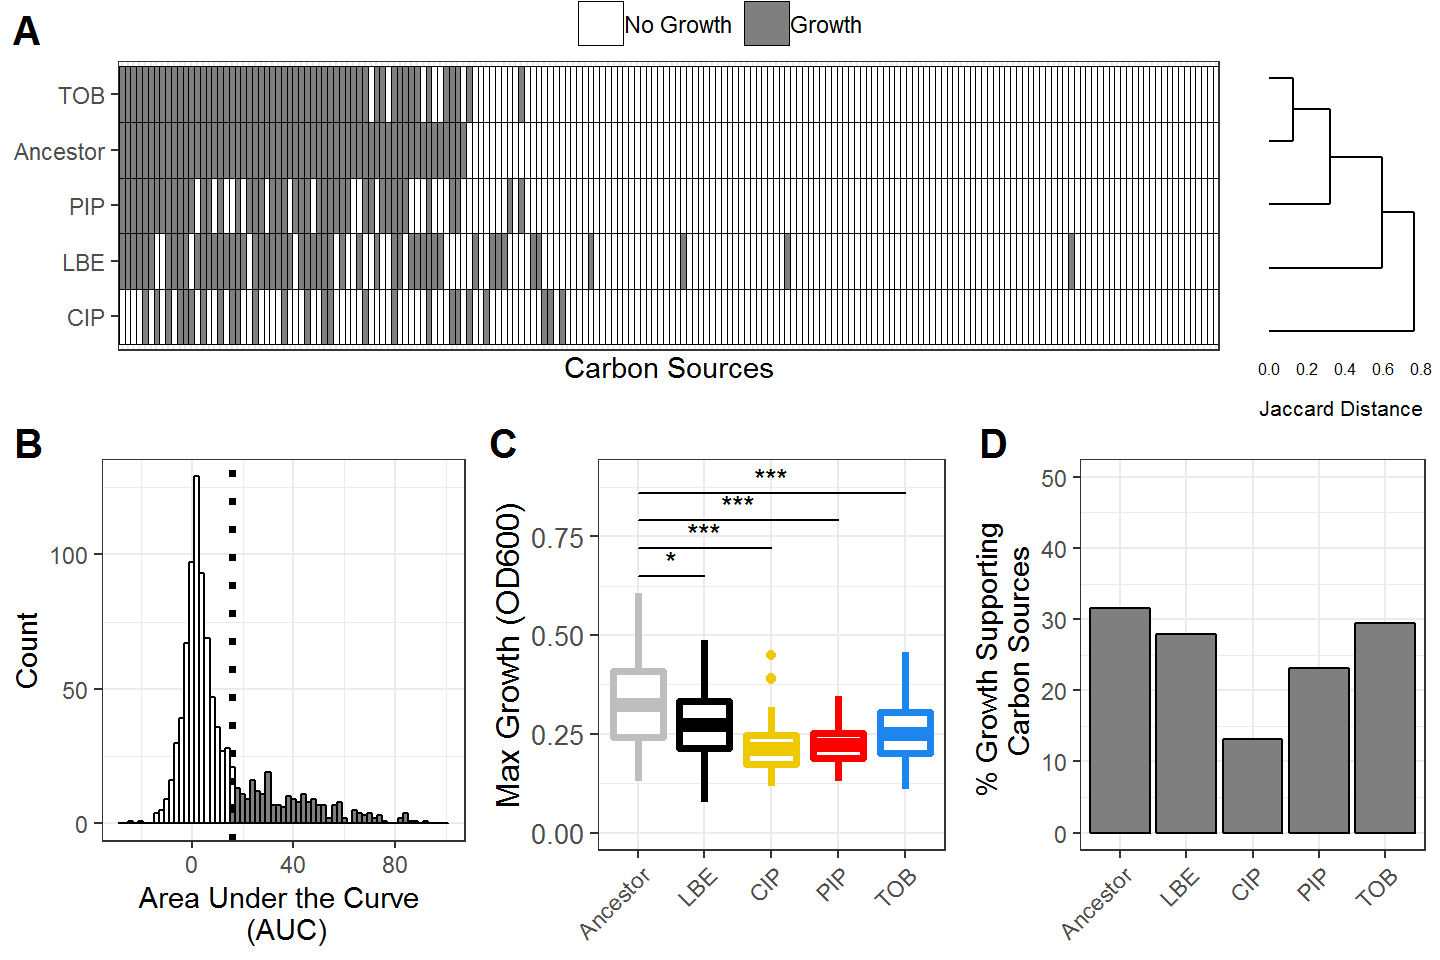 A
No Growth
Growth
TOB
Ancestor
PIP
LBE
CIP
Carbon Sources
0.0 0.2 0.4 0.6 0.8
Jaccard Distance
B
Count
100
50
0
0 40 80
Area Under the Curve
(AUC)
C
Max Growth (OD600)
0.75
0.50
0.25
0.00
***
***
***
*
Ancestor
LBE
CIP
PIP
TOB
D
% Growth Supporting
Carbon Sources
50
40
30
20
10
0
Ancestor
LBE
CIP
PIP
TOB